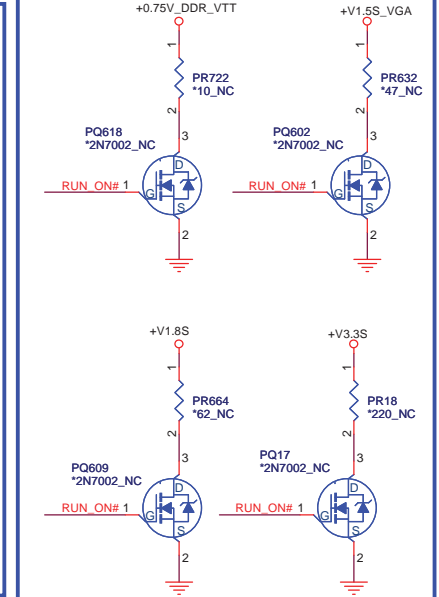 +0.75V_DDR_VTT
1
PR722
*10_NC
2
PQ618
*2N7002_NC
3
D
RUN_ON# 1
G
S
2
+V1.5S_VGA
1
PR632
*47_NC
2
PQ602
*2N7002_NC
3
D
RUN_ON# 1
G
S
2
+V1.8S
1
PR664
*62_NC
2
PQ609
*2N7002_NC
3
D
RUN_ON# 1
G
S
2
+V3.3S
1
PR18
*220_NC
2
PQ17
*2N7002_NC
3
D
RUN_ON# 1
G
S
2